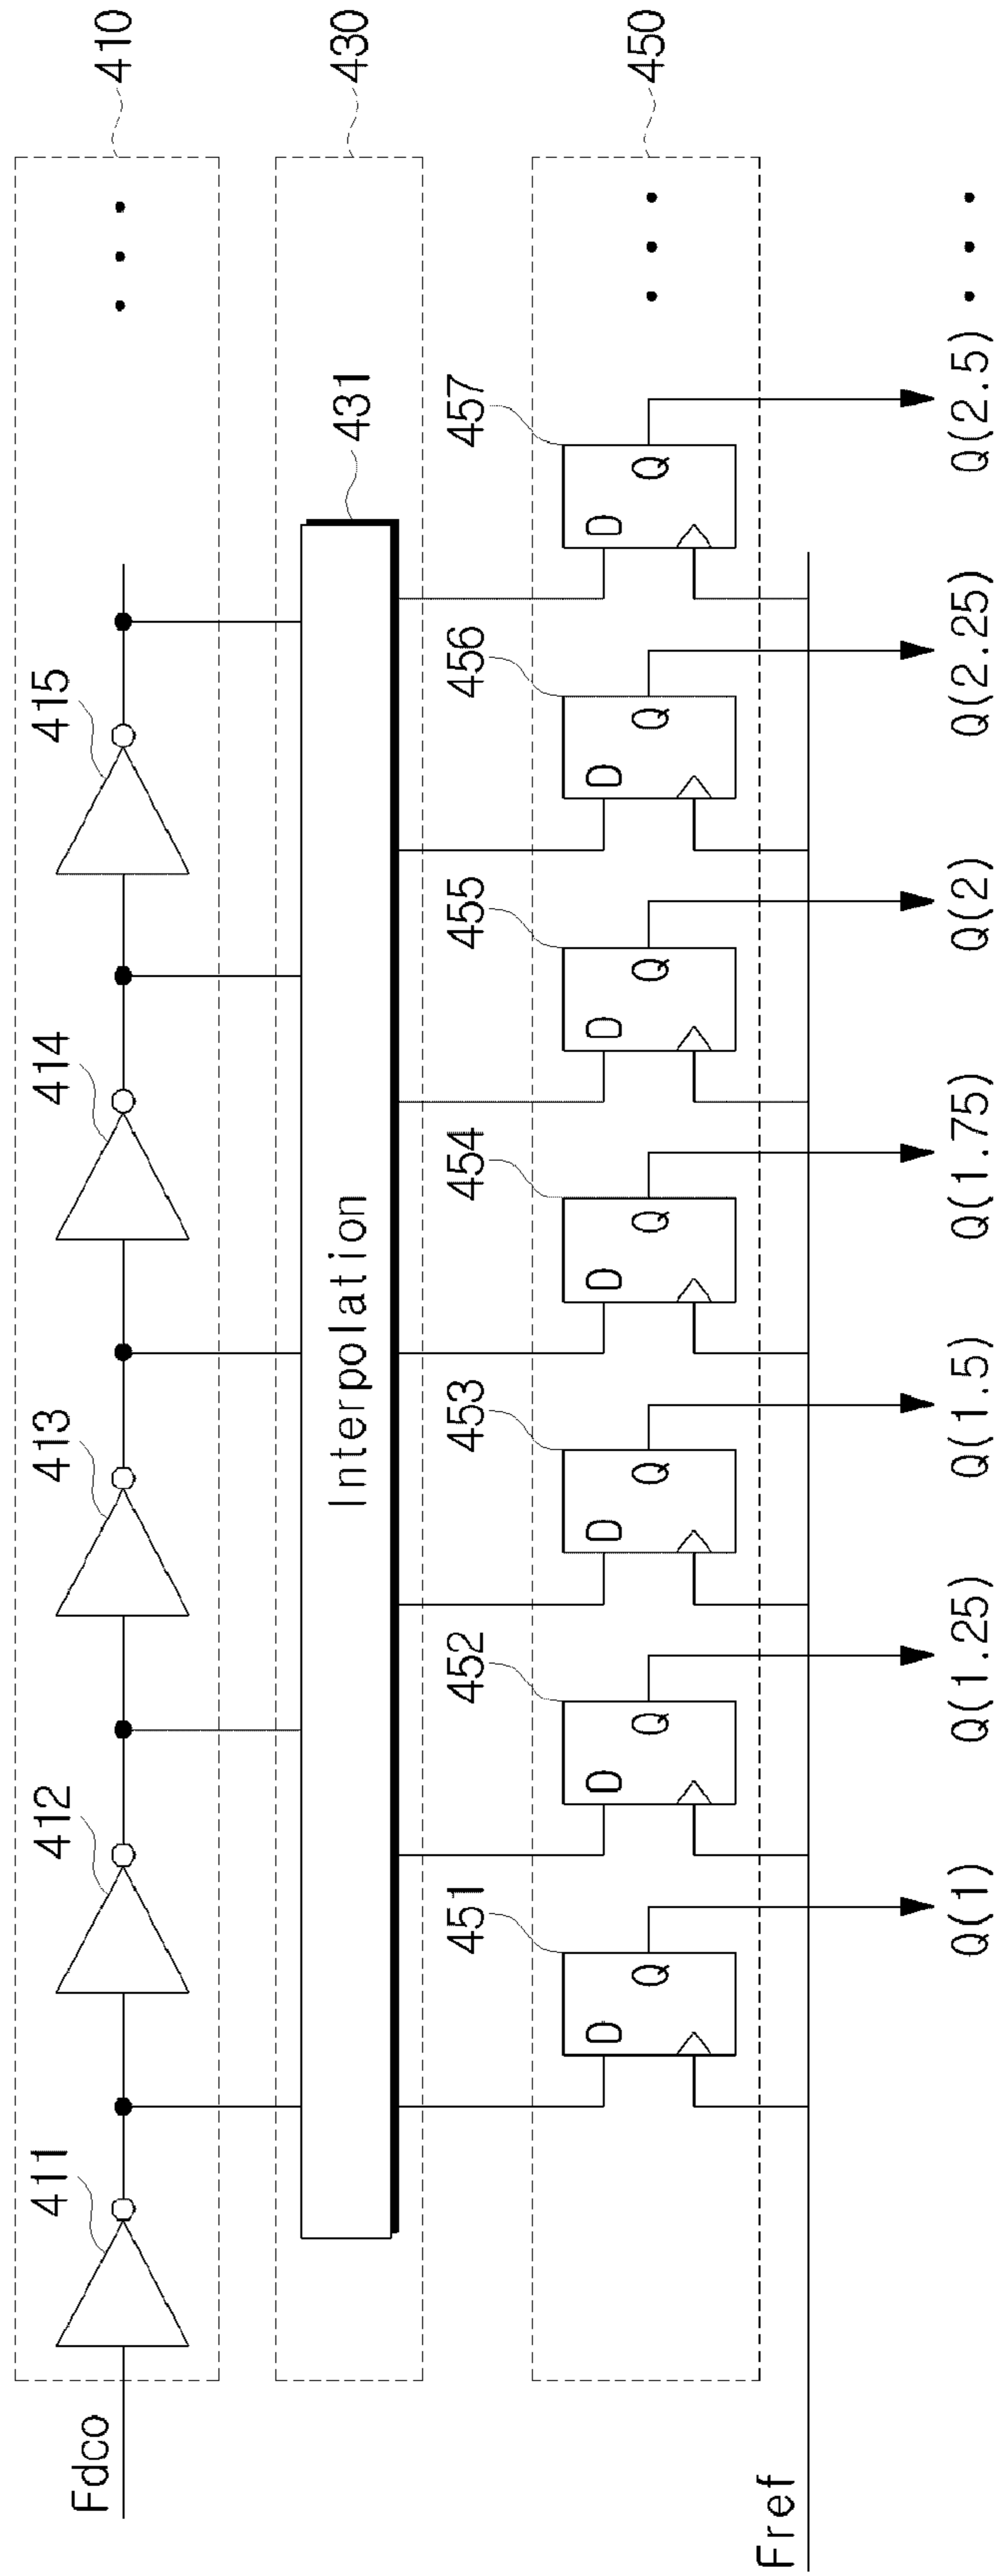 410
411
412
413
414
415
Fdco
430
431
Interpolation
450
451
452
453
454
455
456
457
D
D
D
D
D
D
D
Q
Q
Q
Q
Q
Q
Q
Fref
Q(1)
Q(1.25)
Q(1.5)
Q(1.75)
Q(2)
Q(2.25)
Q(2.5)